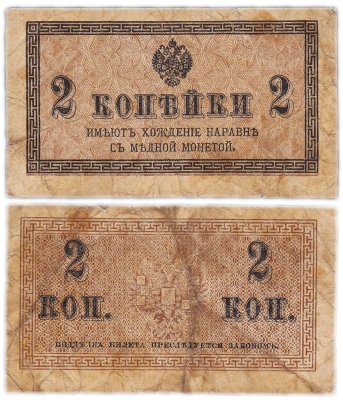 2 КОПѢЙКИ 2
ИМѢЮТЪ ХОЖДЕНІЕ НАРАВНѢ
СЪ МѢДНОЙ МОНЕТОЙ.
2 2
КОП. КОП.
ПОДДѢЛКА БИЛЕТА ПРЕСЛѢДУЕТСЯ ЗАКОНОМЪ.